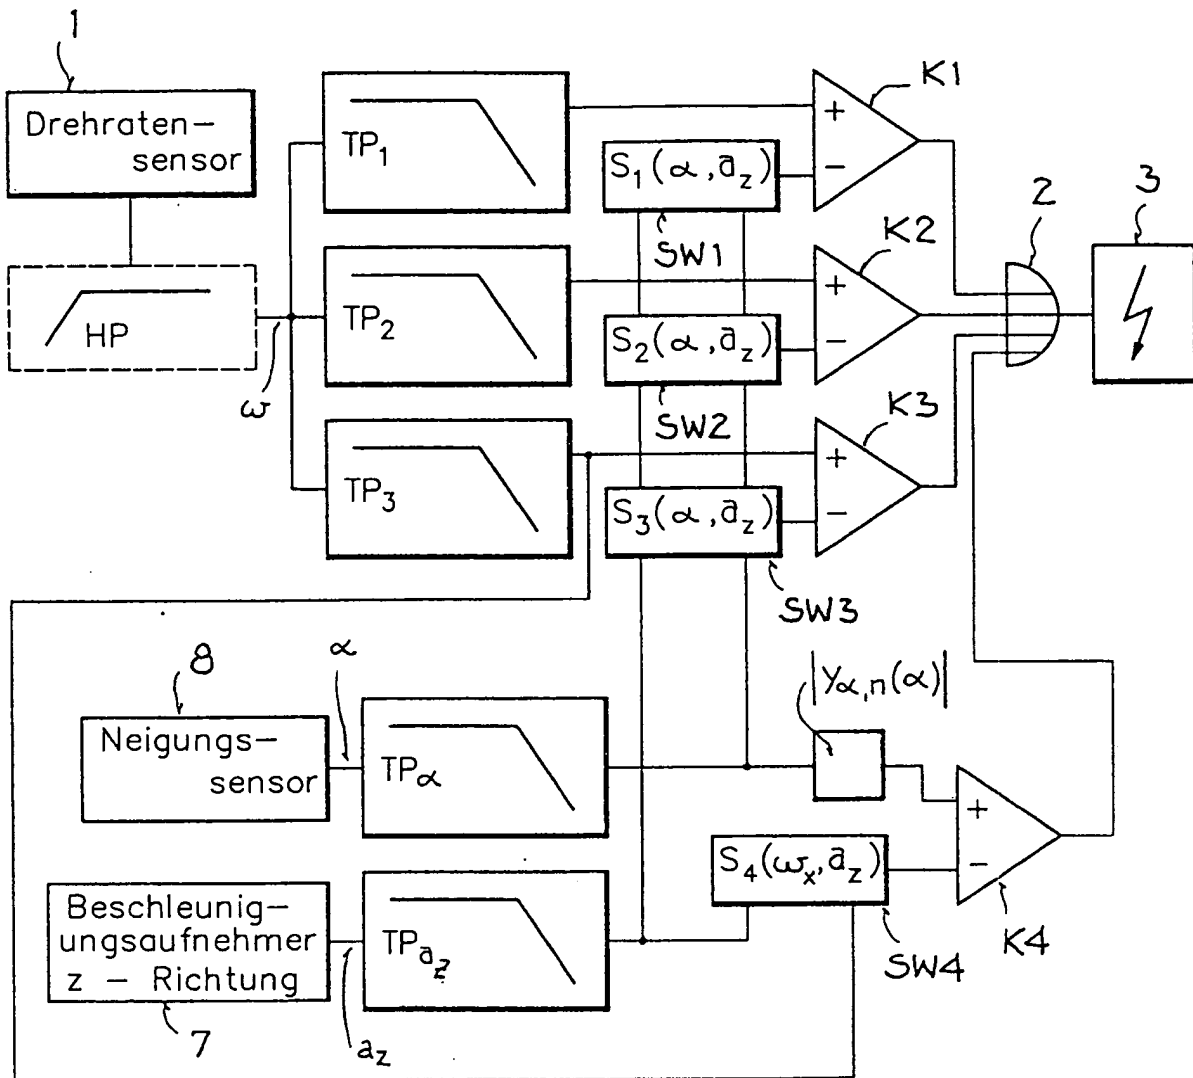 1
Drehraten-
sensor
HP
ω
TP1
TP2
TP3
S1(α,az)
SW1
S2(α,az)
SW2
S3(α,az)
SW3
+
-
K1
+
-
K2
+
-
K3
2
3
8
Neigungs-
sensor
α
TPα
|Yα,n(α)|
Beschleunig-
ungsaufnehmer
z - Richtung
7
az
TPaz
S4(ωx,az)
SW4
+
-
K4